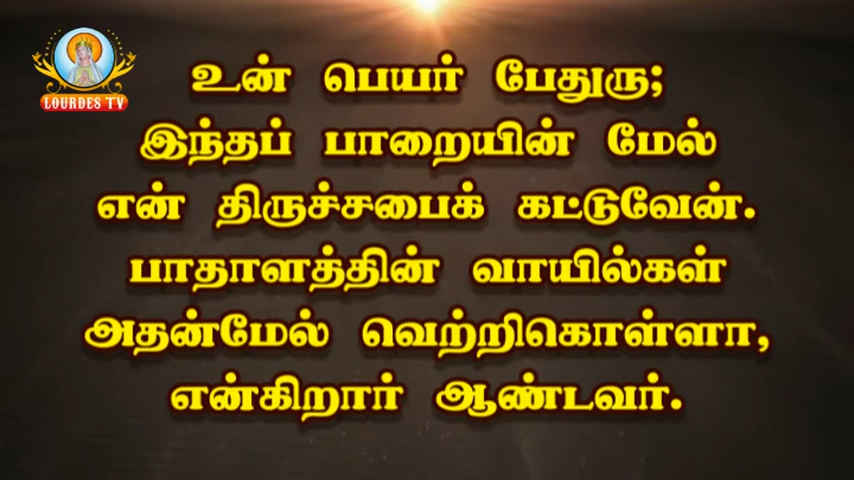 LOURDES TV
உன் பெயர் பேதுரு;
இந்தப் பாறையின் மேல்
என் திருச்சபைக் கட்டுவேன்.
பாதாளத்தின் வாயில்கள்
அதன்மேல் வெற்றிகொள்ளா,
என்கிறார் ஆண்டவர்.